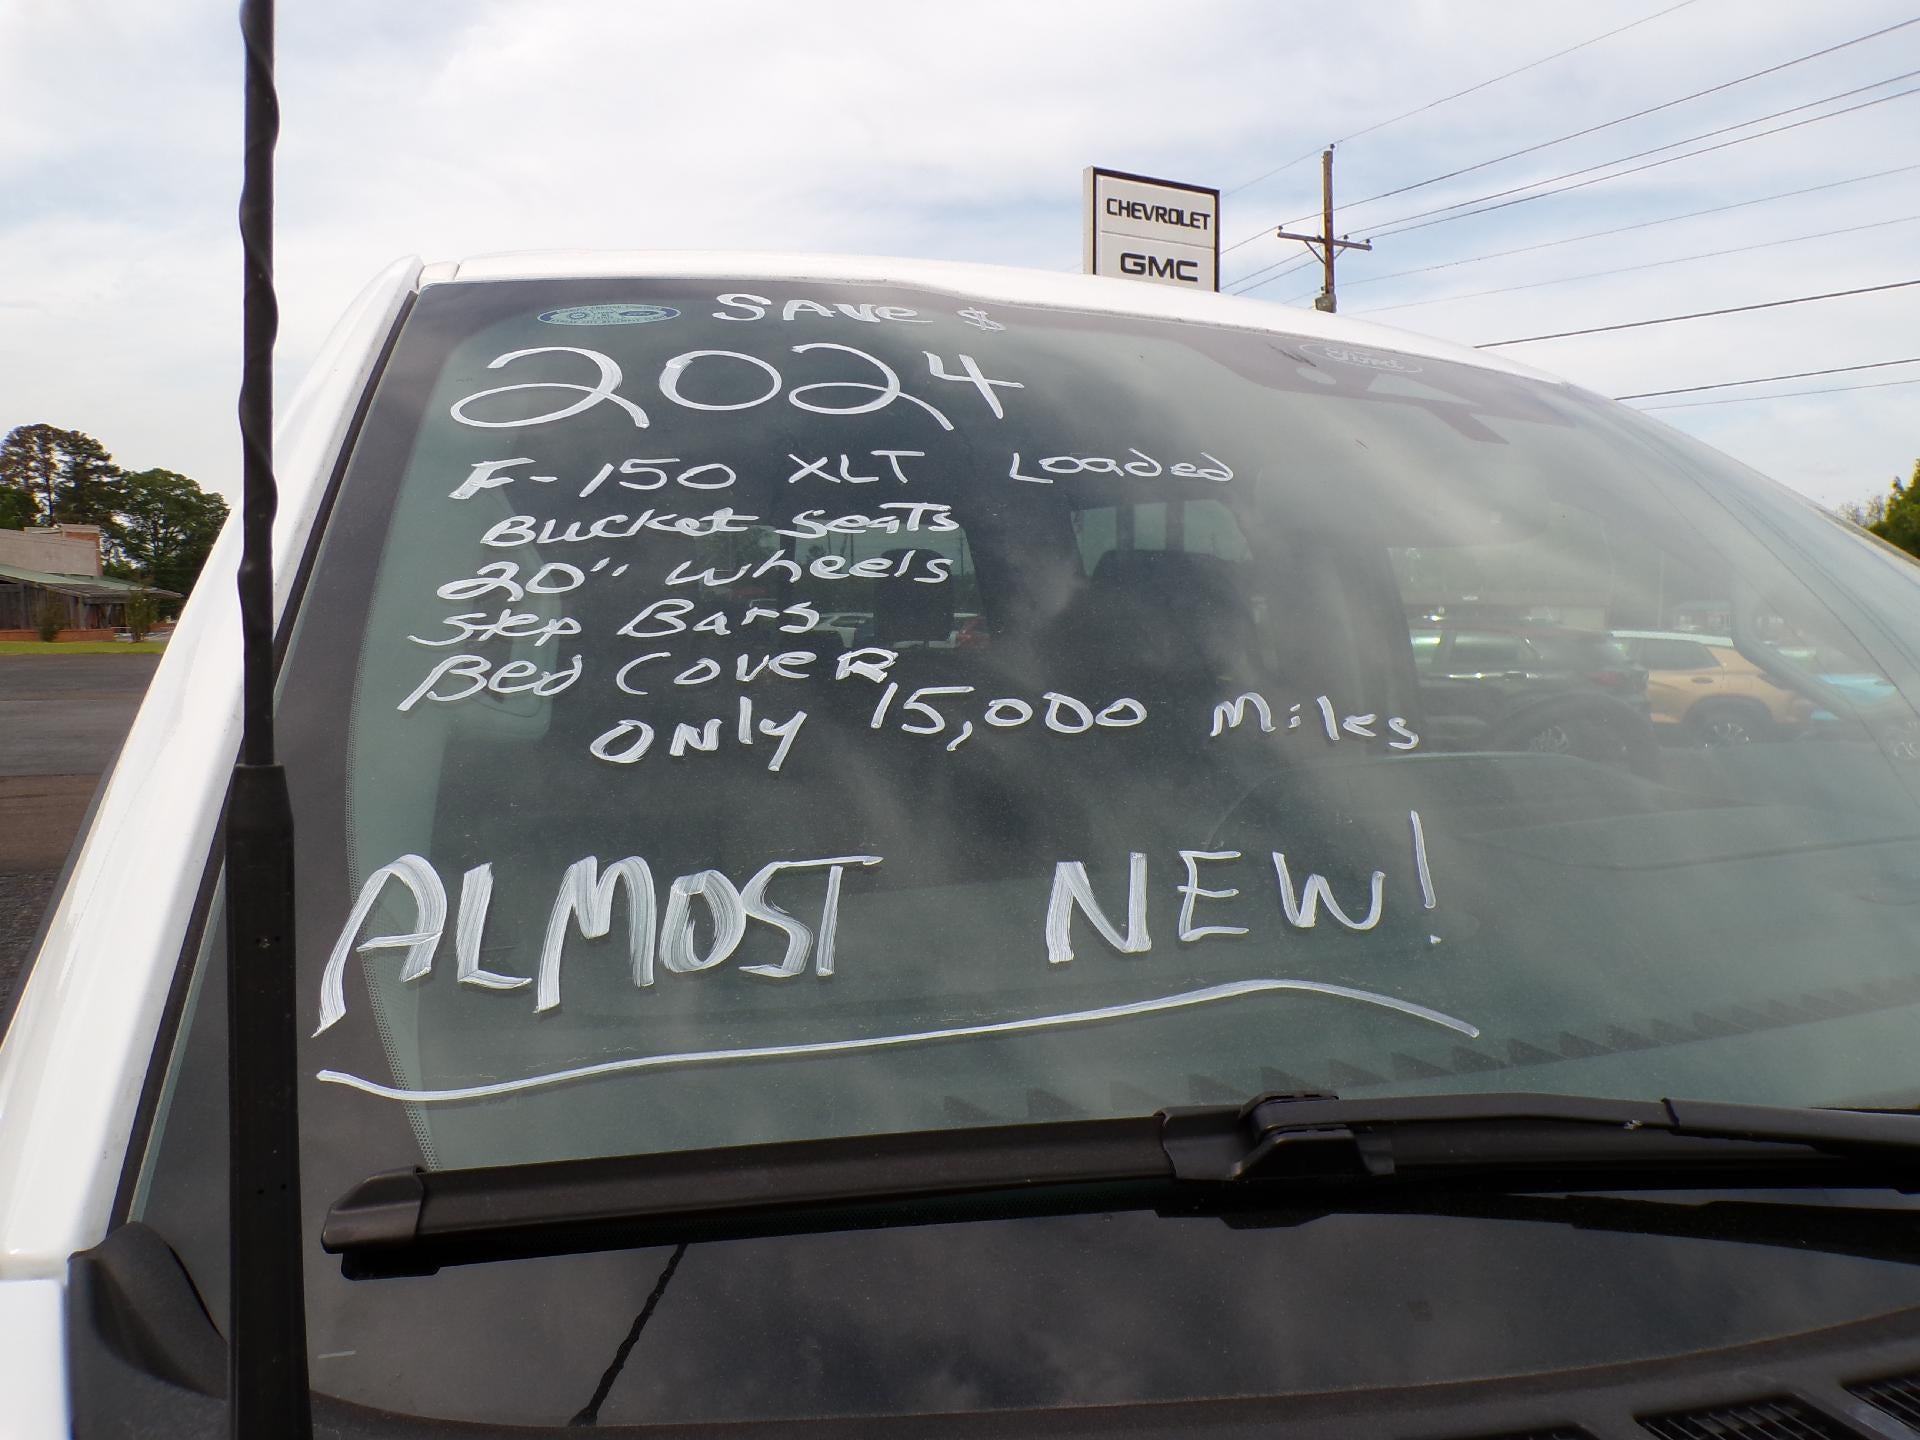 CHEVROLET
GMC
SAVE $
2024
F-150 XLT Loaded
Bucket Seats
20" Wheels
Step Bars
Bed Cover
Only 15,000 Miles
ALMOST NEW!
Ford